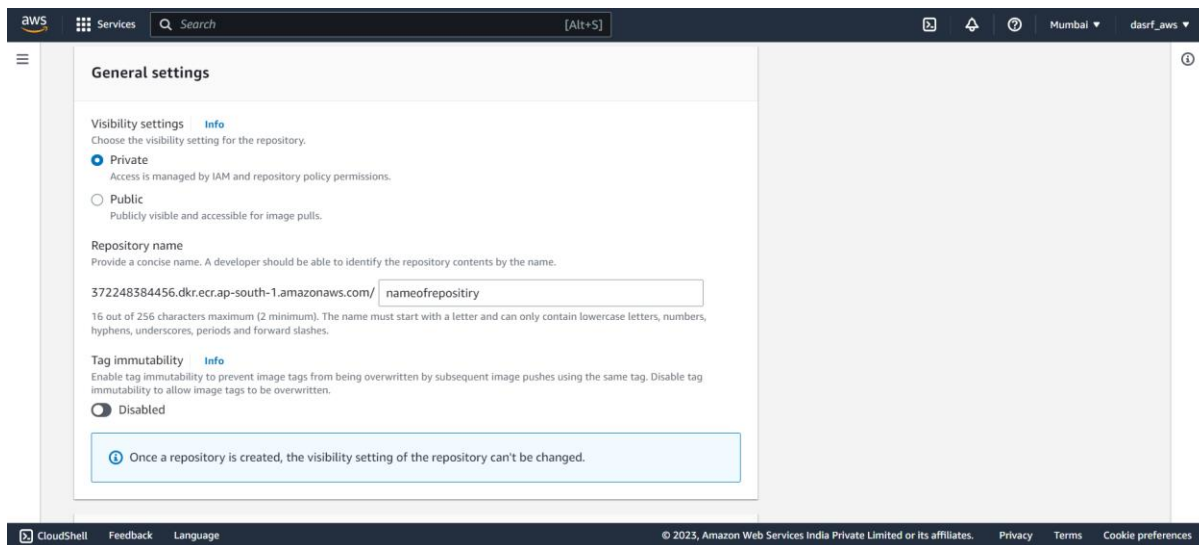 aws
Services
Search
[Alt+S]
Mumbai
dasrf_aws
General settings
Visibility settings
Info
Choose the visibility setting for the repository.
Private
Access is managed by IAM and repository policy permissions.
Public
Publicly visible and accessible for image pulls.
Repository name
Provide a concise name. A developer should be able to identify the repository contents by the name.
372248384456.dkr.ecr.ap-south-1.amazonaws.com/
nameofrepositiry
16 out of 256 characters maximum (2 minimum). The name must start with a letter and can only contain lowercase letters, numbers,
hyphens, underscores, periods and forward slashes.
Tag immutability
Info
Enable tag immutability to prevent image tags from being overwritten by subsequent image pushes using the same tag. Disable tag
immutability to allow image tags to be overwritten.
Disabled
Once a repository is created, the visibility setting of the repository can't be changed.
CloudShell
Feedback
Language
© 2023, Amazon Web Services India Private Limited or its affiliates.
Privacy
Terms
Cookie preferences